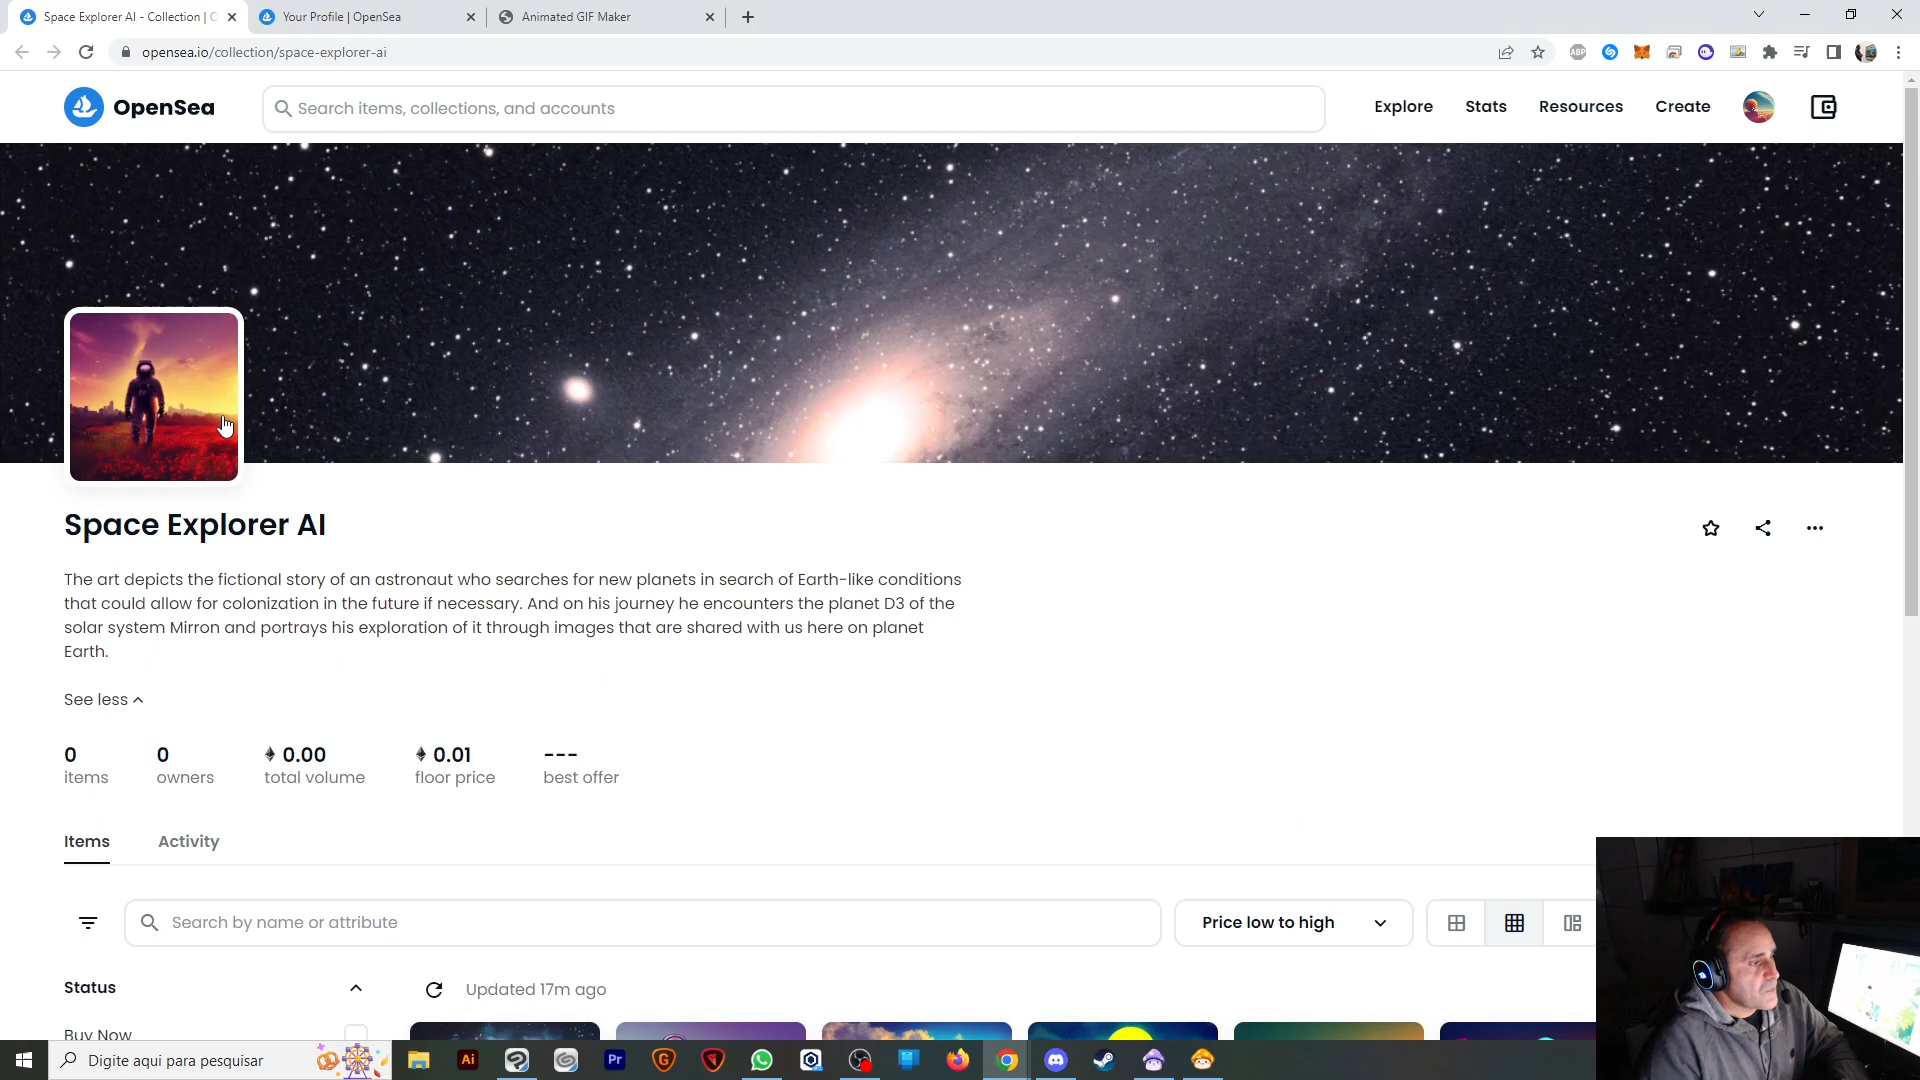 Space Explorer AI - Collection | O
Your Profile | OpenSea
Animated GIF Maker
opensea.io/collection/space-explorer-ai
ABP
OpenSea
Search items, collections, and accounts
Explore
Stats
Resources
Create
Space Explorer AI
The art depicts the fictional story of an astronaut who searches for new planets in search of Earth-like conditions
that could allow for colonization in the future if necessary. And on his journey he encounters the planet D3 of the
solar system Mirron and portrays his exploration of it through images that are shared with us here on planet
Earth.
See less
0 0 0.00 0.01 ---
items owners total volume floor price best offer
Items Activity
Search by name or attribute
Price low to high
Status
Updated 17m ago
Buy Now
Digite aqui para pesquisar
Ai
Pr